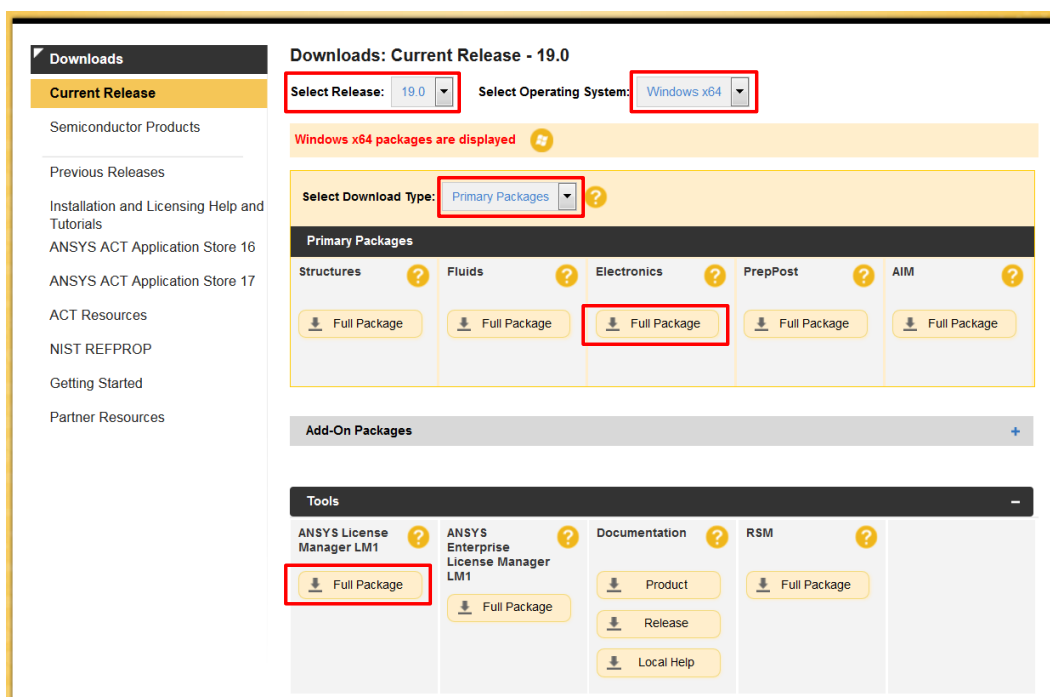 Downloads
Current Release
Semiconductor Products
Previous Releases
Installation and Licensing Help and
Tutorials
ANSYS ACT Application Store 16
ANSYS ACT Application Store 17
ACT Resources
NIST REFPROP
Getting Started
Partner Resources
Downloads: Current Release - 19.0
Select Release: 19.0 Select Operating System: Windows x64
Windows x64 packages are displayed
Select Download Type: Primary Packages ?
Primary Packages
Structures ? Fluids ? Electronics ? PrepPost ? AIM ?
Full Package Full Package Full Package Full Package Full Package
Add-On Packages +
Tools –
ANSYS License
Manager LM1 ?
Full Package
ANSYS
Enterprise
License Manager
LM1 ?
Full Package
Documentation ?
Product
Release
Local Help
RSM ?
Full Package